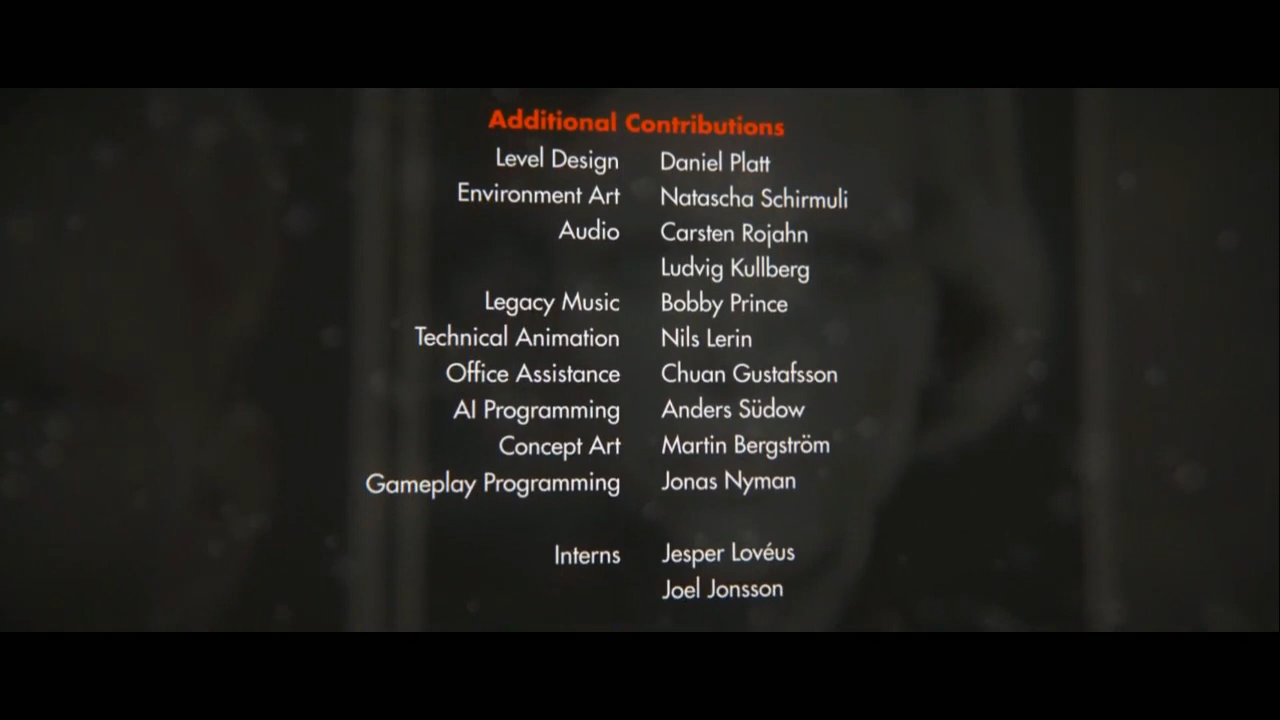 Additional Contributions
Level Design Daniel Platt
Environment Art Natascha Schirmuli
Audio Carsten Rojahn
Ludvig Kullberg
Legacy Music Bobby Prince
Technical Animation Nils Lerin
Office Assistance Chuan Gustafsson
AI Programming Anders Südow
Concept Art Martin Bergström
Gameplay Programming Jonas Nyman
Interns Jesper Lovéus
Joel Jonsson